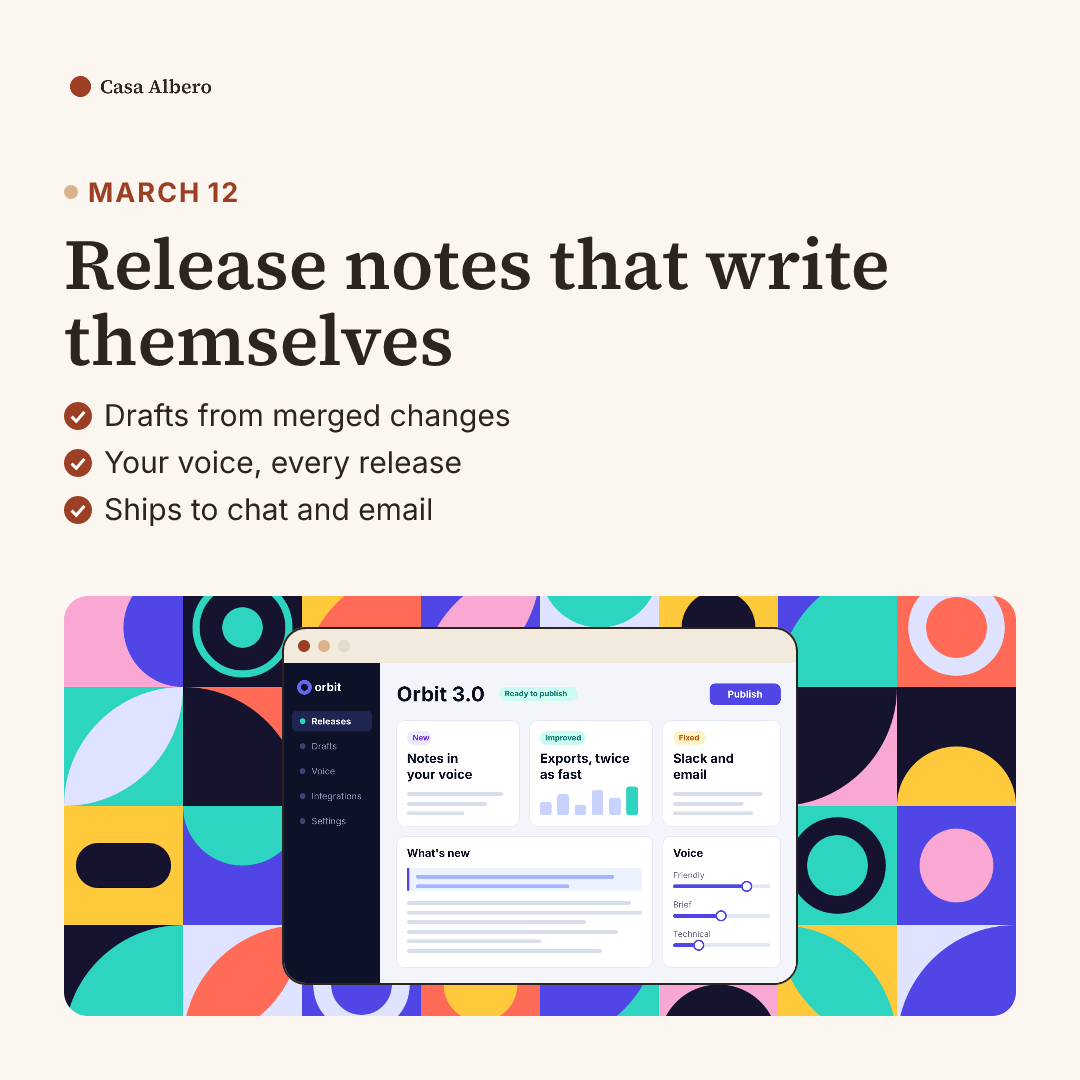 Casa Albero
MARCH 12
Release notes that write
themselves
Drafts from merged changes
Your voice, every release
Ships to chat and email
orbit
Releases
Drafts
Voice
Integrations
Settings
Orbit 3.0
Ready to publish
Publish
New
Notes in
your voice
Improved
Exports, twice
as fast
Fixed
Slack and
email
What's new
Voice
Friendly
Brief
Technical